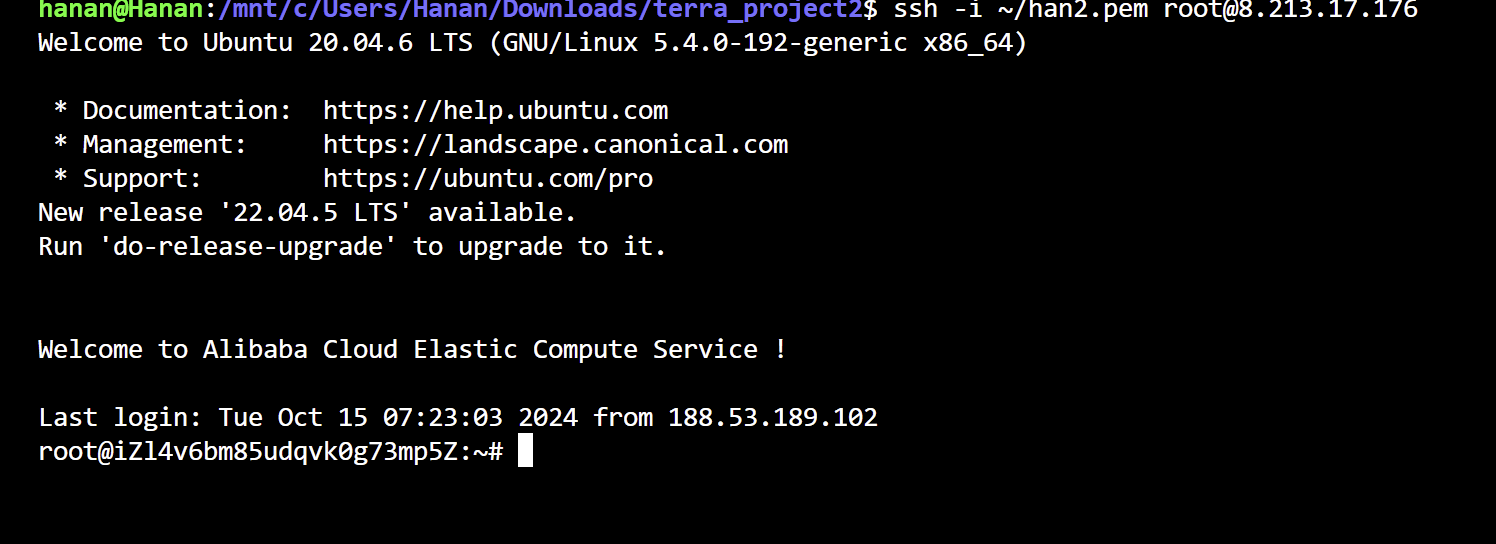 hanan@Hanan:/mnt/c/Users/Hanan/Downloads/terra_project2$ ssh -i ~/han2.pem root@8.213.17.176
Welcome to Ubuntu 20.04.6 LTS (GNU/Linux 5.4.0-192-generic x86_64)
* Documentation:  https://help.ubuntu.com
* Management:     https://landscape.canonical.com
* Support:        https://ubuntu.com/pro
New release '22.04.5 LTS' available.
Run 'do-release-upgrade' to upgrade to it.
Welcome to Alibaba Cloud Elastic Compute Service !
Last login: Tue Oct 15 07:23:03 2024 from 188.53.189.102
root@iZl4v6bm85udqvk0g73mp5Z:~#